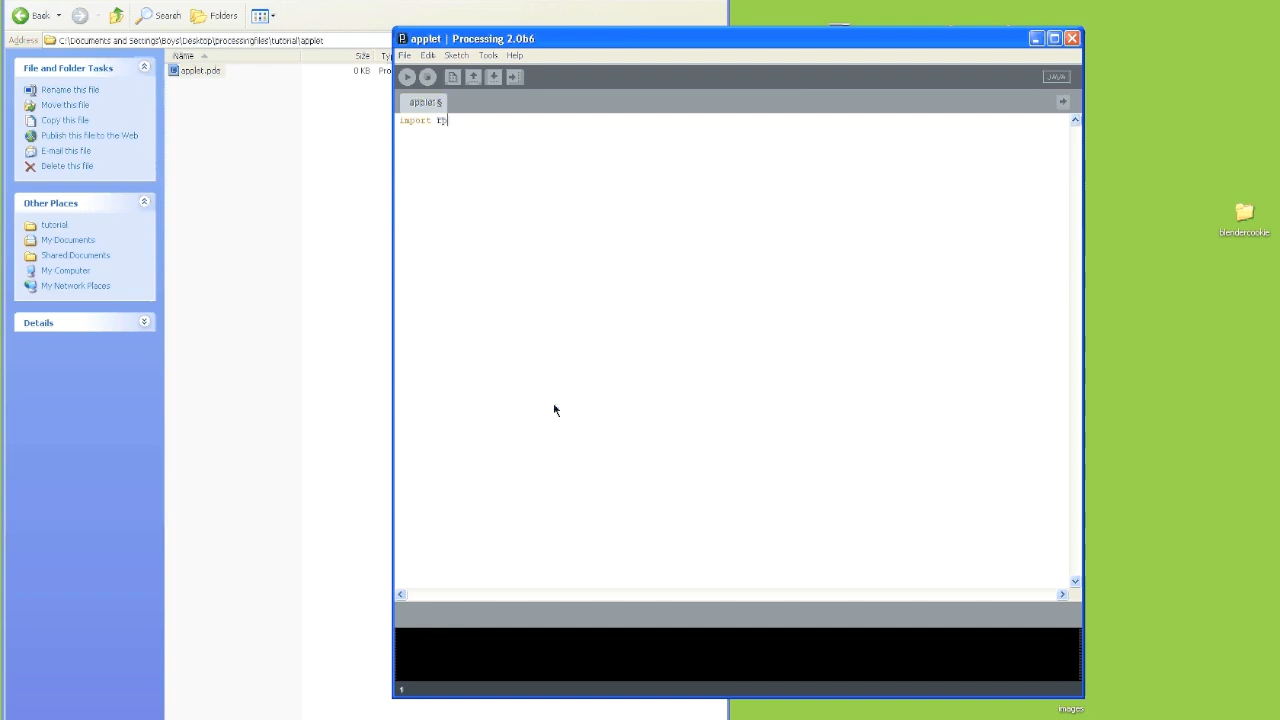 Back
Search
Folders
Address
C:\Documents and Settings\Boys\Desktop\processingfiles\tutorial\applet
Name
Size
Ty
applet.pde
0 KB
Pro
File and Folder Tasks
Rename this file
Move this file
Copy this file
Publish this file to the Web
E-mail this file
Delete this file
Other Places
tutorial
My Documents
Shared Documents
My Computer
My Network Places
Details
applet | Processing 2.0b6
File Edit Sketch Tools Help
JAVA
applet §
import
1
blendercookie
images